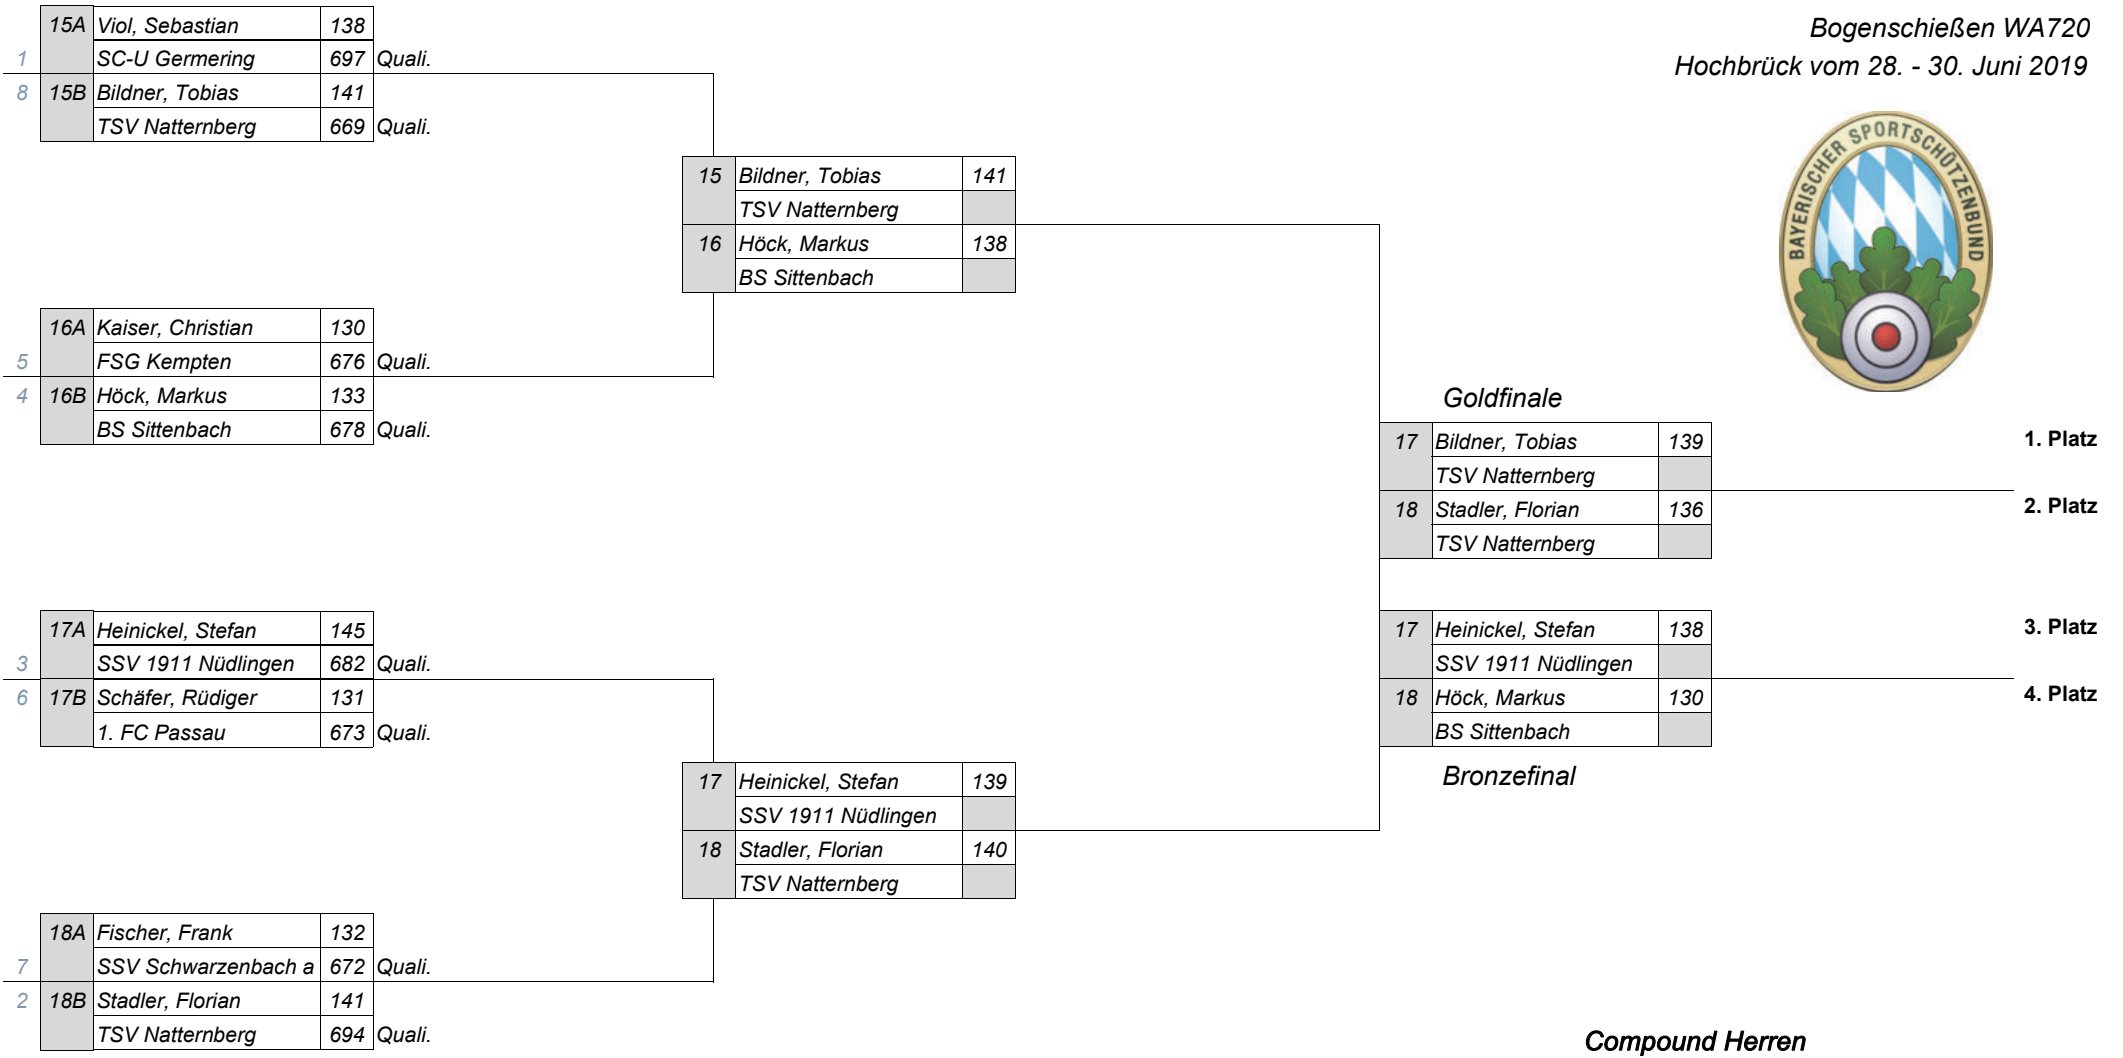 Bogenschießen WA720
Hochbrück vom 28. - 30. Juni 2019
BAYERISCHER SPORTSCHÜTZENBUND
15A Viol, Sebastian 138
1 SC-U Germering 697 Quali.
8 15B Bildner, Tobias 141
TSV Natternberg 669 Quali.
15 Bildner, Tobias 141
TSV Natternberg
16 Höck, Markus 138
BS Sittenbach
16A Kaiser, Christian 130
5 FSG Kempten 676 Quali.
4 16B Höck, Markus 133
BS Sittenbach 678 Quali.
Goldfinale
17 Bildner, Tobias 139 1. Platz
TSV Natternberg
18 Stadler, Florian 136 2. Platz
TSV Natternberg
17A Heinickel, Stefan 145
3 SSV 1911 Nüdlingen 682 Quali.
6 17B Schäfer, Rüdiger 131
1. FC Passau 673 Quali.
17 Heinickel, Stefan 138 3. Platz
SSV 1911 Nüdlingen
18 Höck, Markus 130 4. Platz
BS Sittenbach
Bronzefinal
17 Heinickel, Stefan 139
SSV 1911 Nüdlingen
18 Stadler, Florian 140
TSV Natternberg
18A Fischer, Frank 132
7 SSV Schwarzenbach a 672 Quali.
2 18B Stadler, Florian 141
TSV Natternberg 694 Quali.
Compound Herren